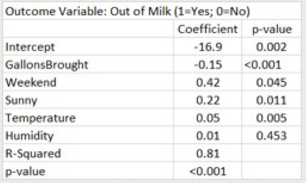 Outcome Variable: Out of Milk (1=Yes; 0=No)
Coefficient p-value
Intercept -16.9 0.002
GallonsBrought -0.15 <0.001
Weekend 0.42 0.045
Sunny 0.22 0.011
Temperature 0.05 0.005
Humidity 0.01 0.453
R-Squared 0.81
p-value <0.001